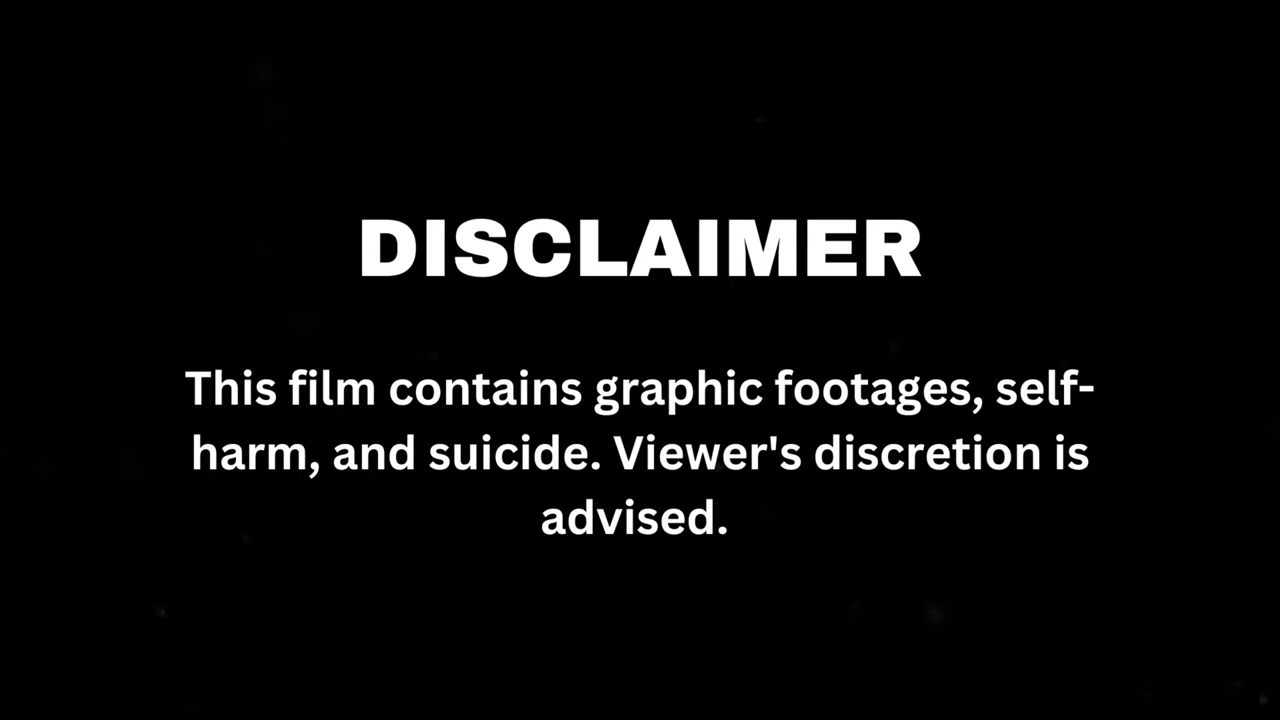 DISCLAIMER
This film contains graphic footages, self-
harm, and suicide. Viewer's discretion is
advised.